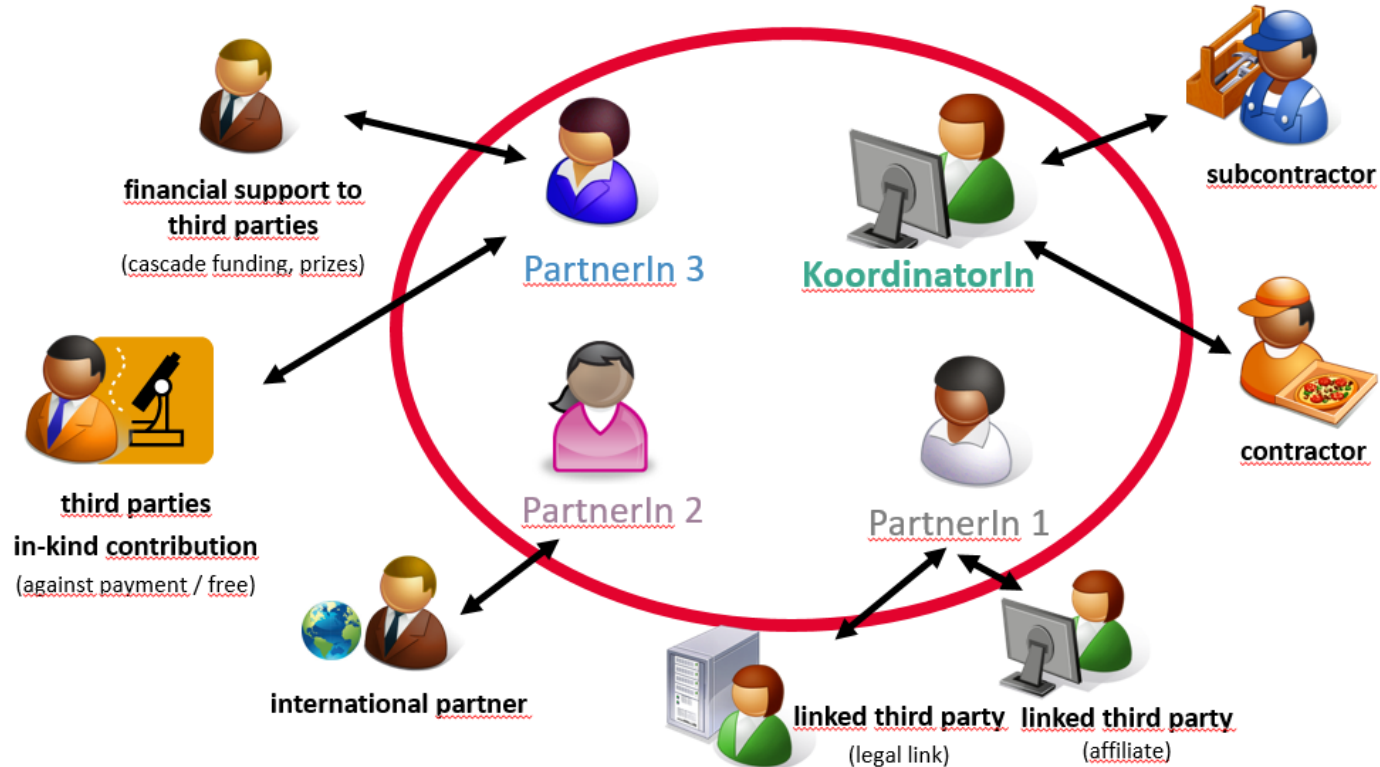 financial support to
third parties
(cascade funding, prizes)
PartnerIn 3
KoordinatorIn
subcontractor
contractor
third parties
in-kind contribution
(against payment / free)
PartnerIn 2
PartnerIn 1
international partner
linked third party
(legal link)
linked third party
(affiliate)